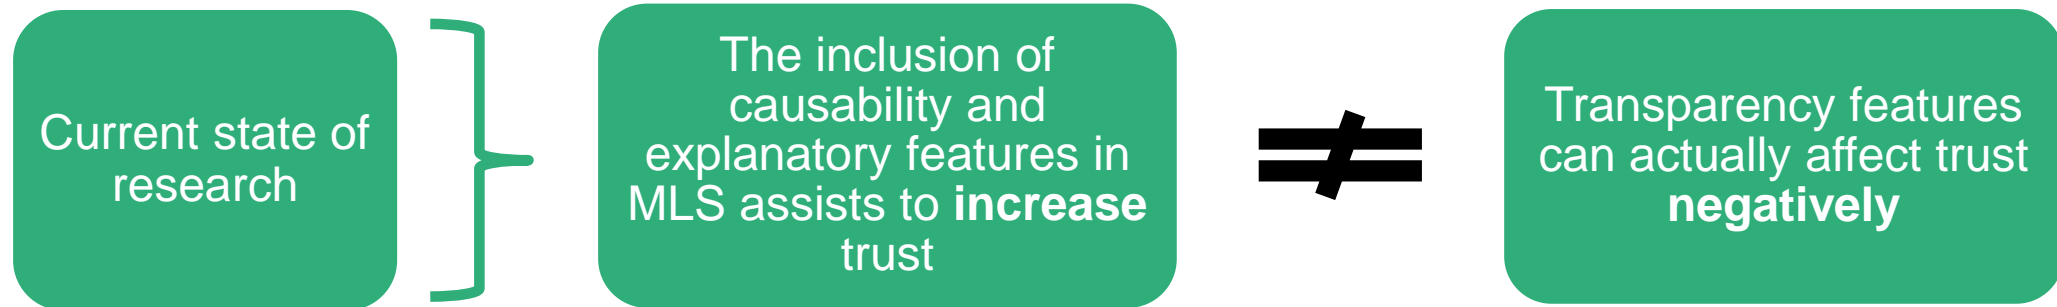 Current state of
research
The inclusion of
causability and
explanatory features in
MLS assists to increase
trust
≠
Transparency features
can actually affect trust
negatively